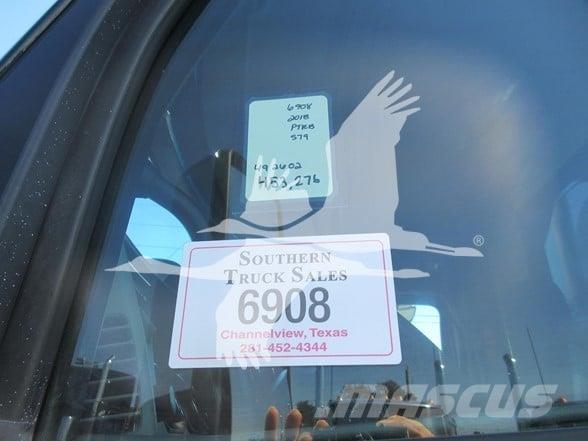 6908
2018
PTRB
579
492602
453,276
®
SOUTHERN
TRUCK SALES
6908
Channelview, Texas
281-452-4344
MASCUS